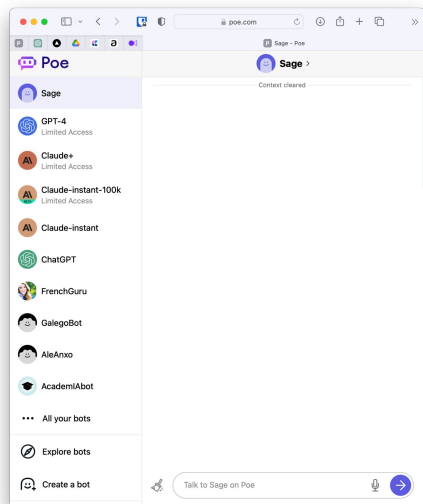 poe.com
Sage - Poe
Poe
Sage >
Context cleared
Sage
GPT-4
Limited Access
Claude+
Limited Access
Claude-instant-100k
Limited Access
Claude-instant
ChatGPT
FrenchGuru
GalegoBot
AleAnxo
AcademIAbot
All your bots
Explore bots
Create a bot
Talk to Sage on Poe